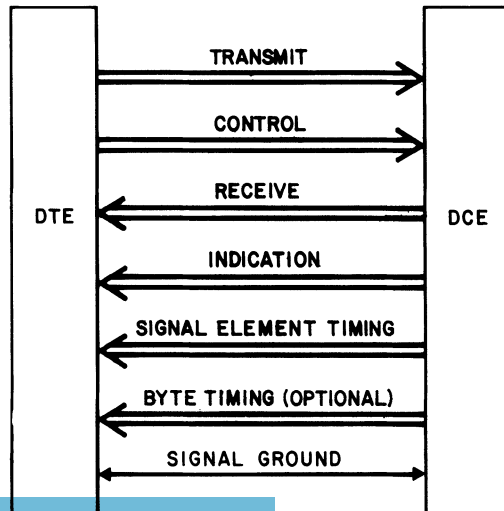 TRANSMIT
CONTROL
RECEIVE
DTE
DCE
INDICATION
SIGNAL ELEMENT TIMING
BYTE TIMING (OPTIONAL)
SIGNAL GROUND